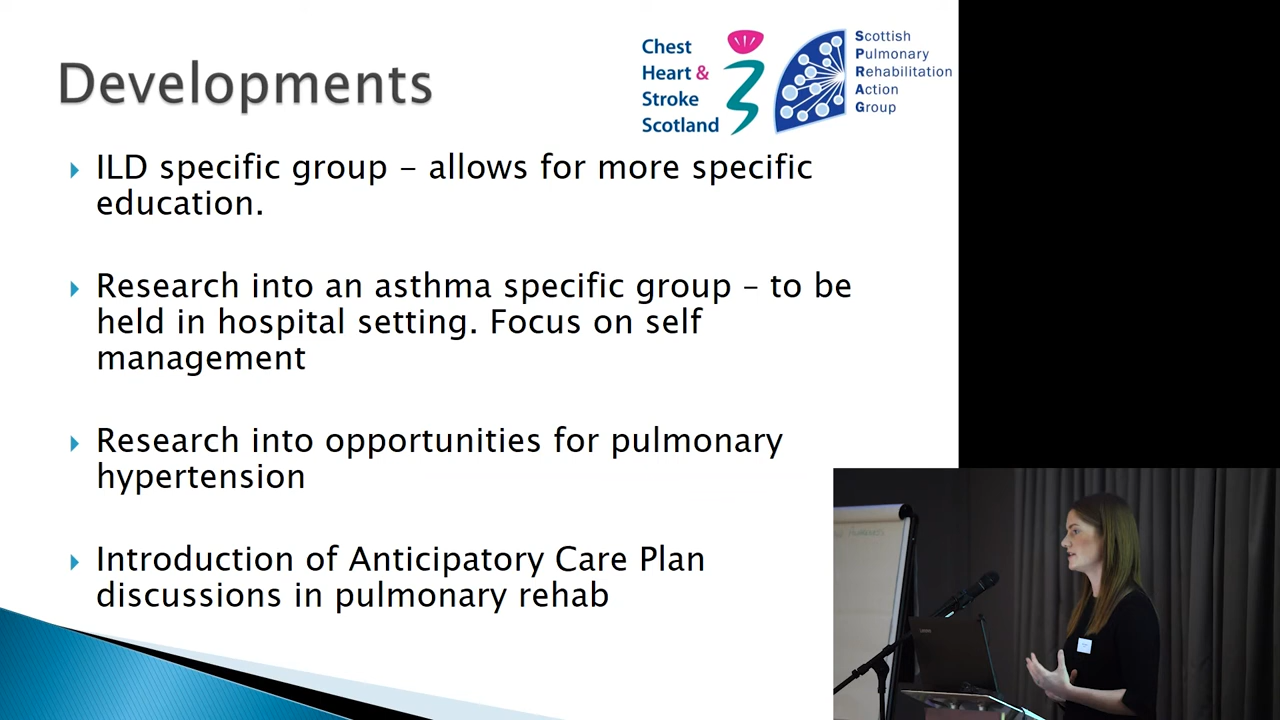 Developments
Chest
Heart &
Stroke
Scotland
Scottish
Pulmonary
Rehabilitation
Action
Group
ILD specific group – allows for more specific
education.
Research into an asthma specific group – to be
held in hospital setting. Focus on self
management
Research into opportunities for pulmonary
hypertension
Introduction of Anticipatory Care Plan
discussions in pulmonary rehab